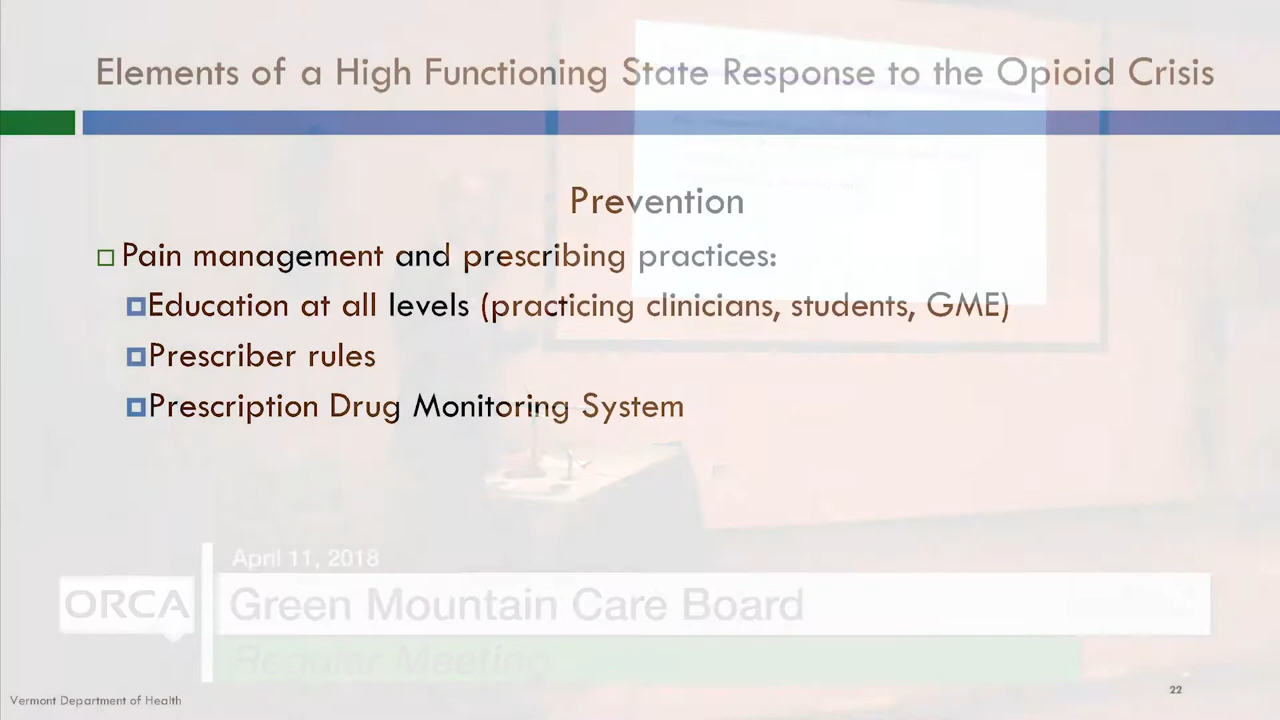 Elements of a High Functioning State Response to the Opioid Crisis
Prevention
Pain management and prescribing practices:
Education at all levels (practicing clinicians, students, GME)
Prescriber rules
Prescription Drug Monitoring System
April 11, 2018
ORCA
Green Mountain Care Board
Regular Meeting
Vermont Department of Health
22